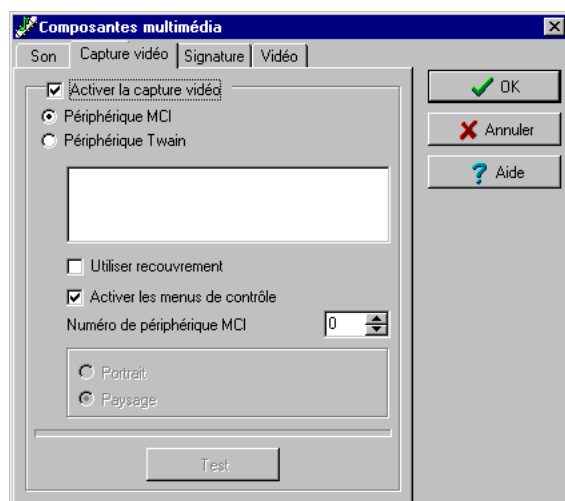 Composantes multimédia
Son Capture vidéo Signature Vidéo
Activer la capture vidéo
Périphérique MCI
Périphérique Twain
Utiliser recouvrement
Activer les menus de contrôle
Numéro de périphérique MCI 0
Portrait
Paysage
Test
OK
Annuler
? Aide